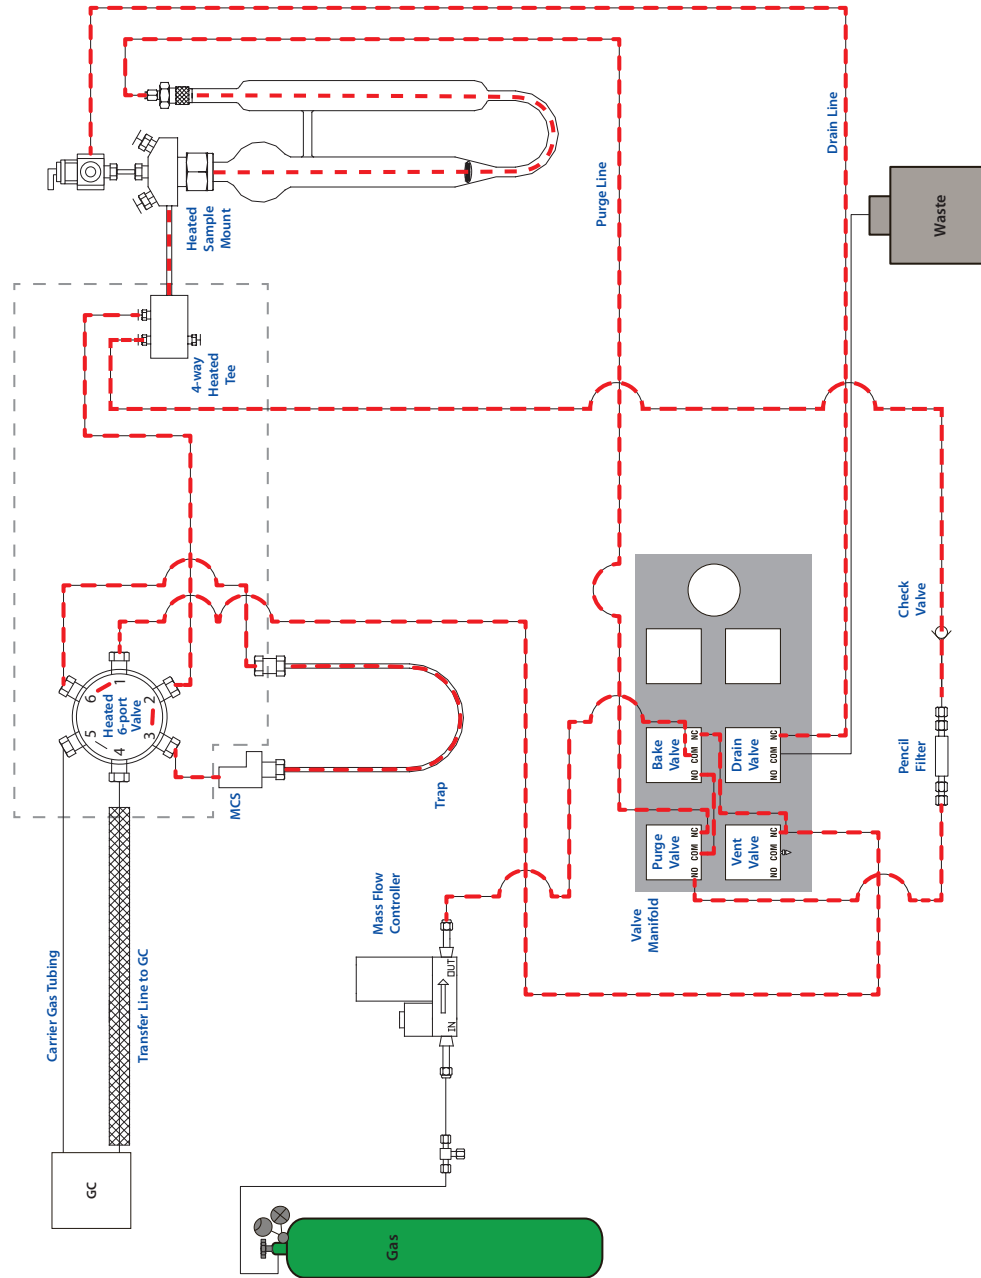 Heated
Sample
Mount
4-way
Heated
Tee
Purge Line
Drain Line
Waste
6
1
5
Heated
6-port
Valve
2
4
3
MCS
Trap
Check
Valve
Pencil
Filter
Bake
Valve
NO COM NC
Drain
Valve
NO COM NC
Purge
Valve
NO COM NC
Vent
Valve
NO COM NC
Valve
Manifold
Mass Flow
Controller
IN
OUT
Carrier Gas Tubing
Transfer Line to GC
GC
Gas